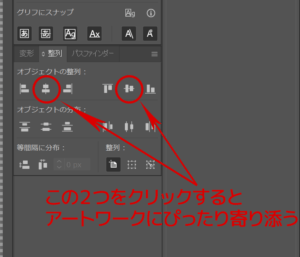 グリフにスナップ
変形 整列 パスファインダー
オブジェクトの整列：
オブジェクトの分布：
等間隔に分布： 整列：
この2つをクリックすると
アートワークにぴったり寄り添う